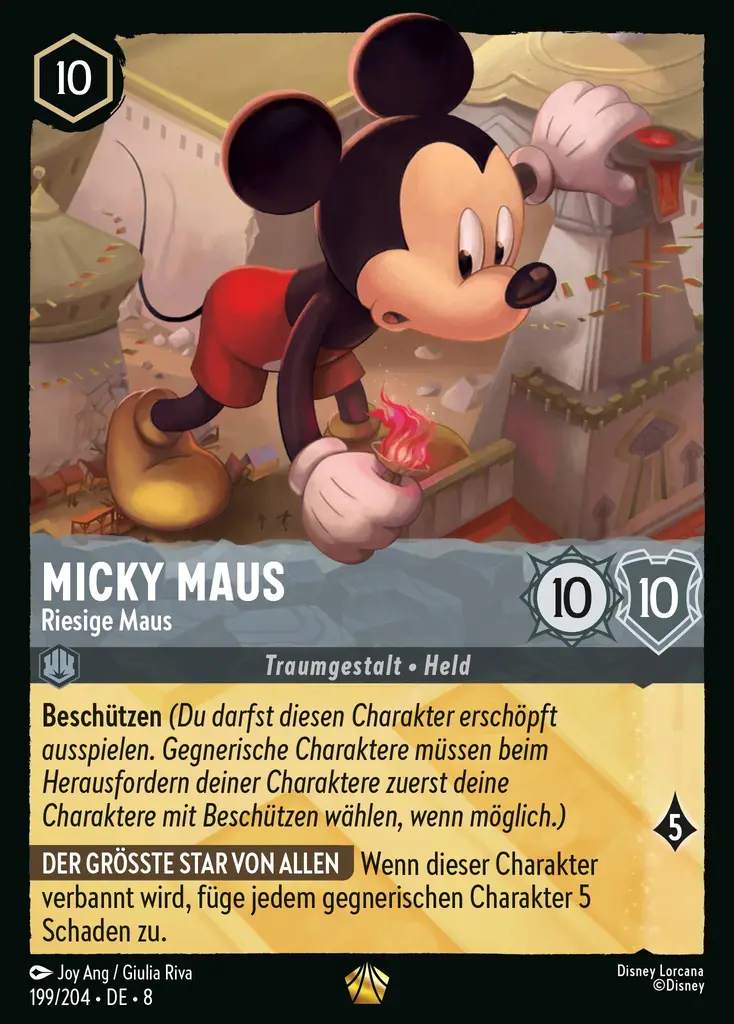 10
MICKY MAUS
Riesige Maus
10
10
Traumgestalt • Held
Beschützen (Du darfst diesen Charakter erschöpft
ausspielen. Gegnerische Charaktere müssen beim
Herausfordern deiner Charaktere zuerst deine
Charaktere mit Beschützen wählen, wenn möglich.)
5
DER GRÖSSTE STAR VON ALLEN Wenn dieser Charakter
verbannt wird, füge jedem gegnerischen Charakter 5
Schaden zu.
Joy Ang / Giulia Riva
199/204 • DE • 8
Disney Lorcana
©Disney